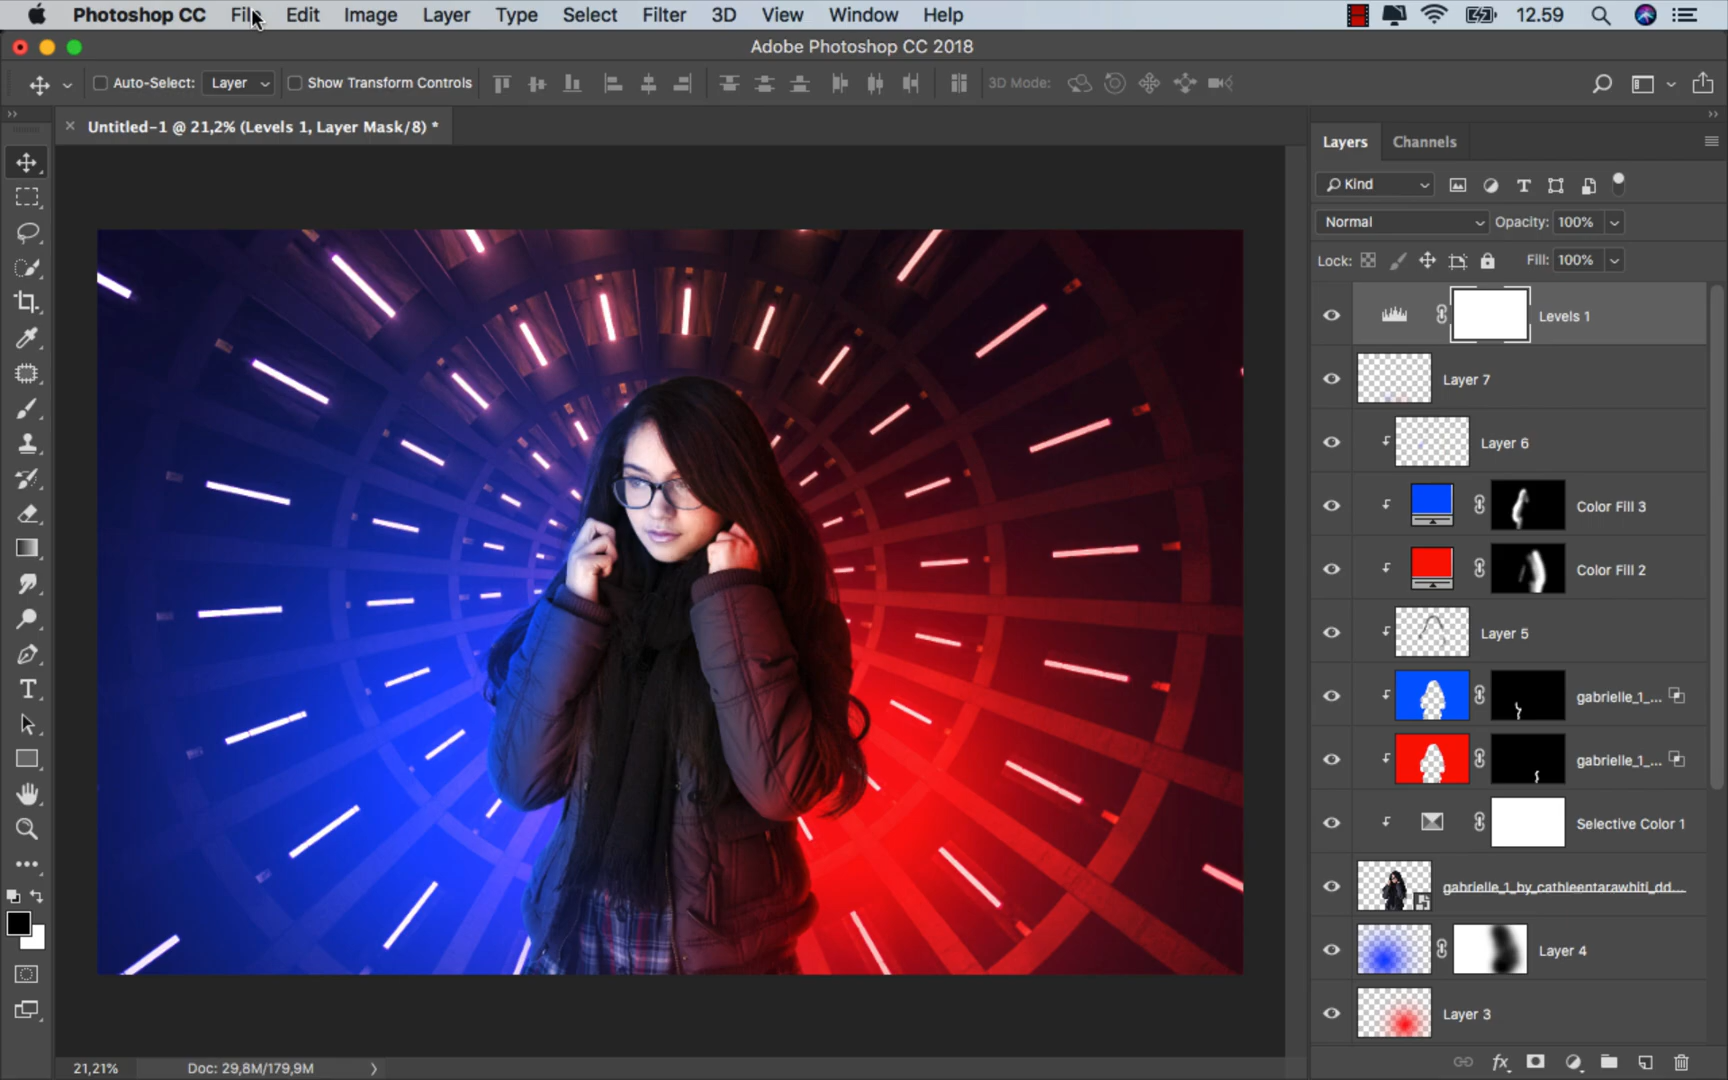 Photoshop CC File Edit Image Layer Type Select Filter 3D View Window Help 12.59
Adobe Photoshop CC 2018
Auto-Select: Layer Show Transform Controls 3D Mode:
× Untitled-1 @ 21,2% (Levels 1, Layer Mask/8) *
Layers Channels
Kind
Normal Opacity: 100%
Lock: Fill: 100%
Levels 1
Layer 7
Layer 6
Color Fill 3
Color Fill 2
Layer 5
gabrielle_1_...
gabrielle_1_...
Selective Color 1
gabrielle_1_by_cathleentarawhiti_dd...
Layer 4
Layer 3
21,21% Doc: 29,8M/179,9M